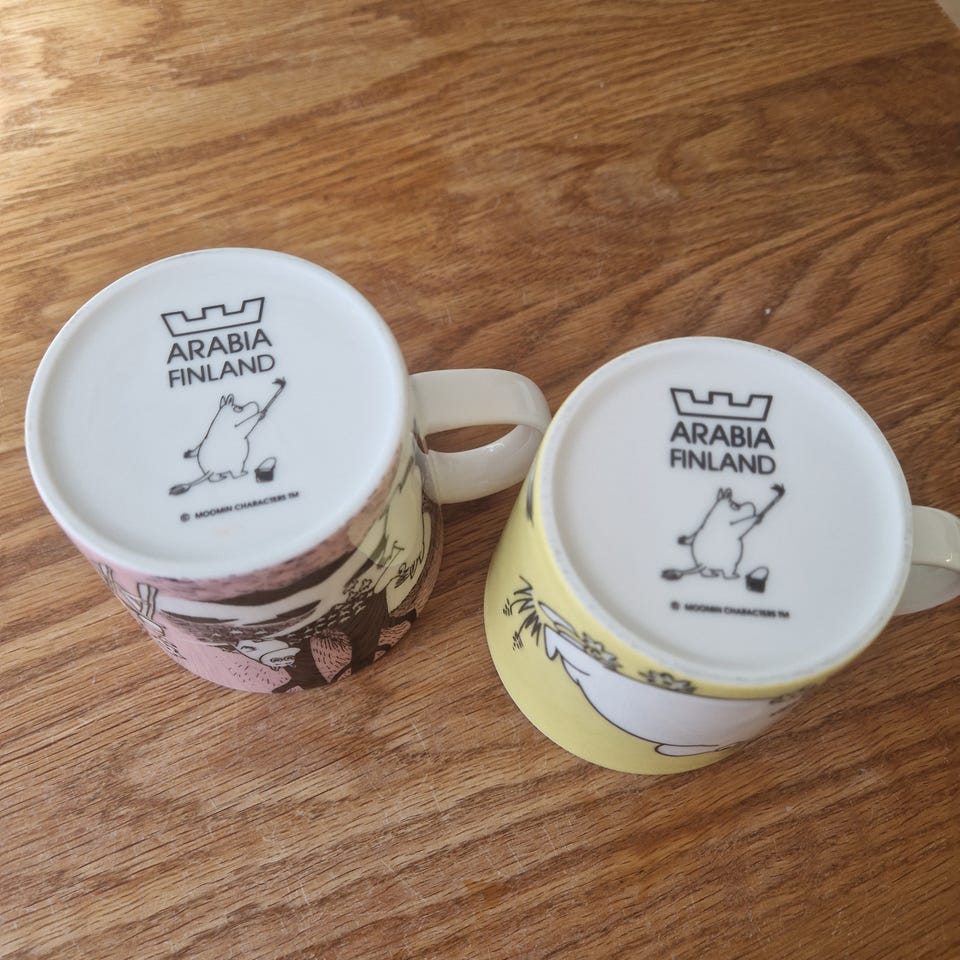 ARABIA
FINLAND
© MOOMIN CHARACTERS TM
ARABIA
FINLAND
© MOOMIN CHARACTERS TM